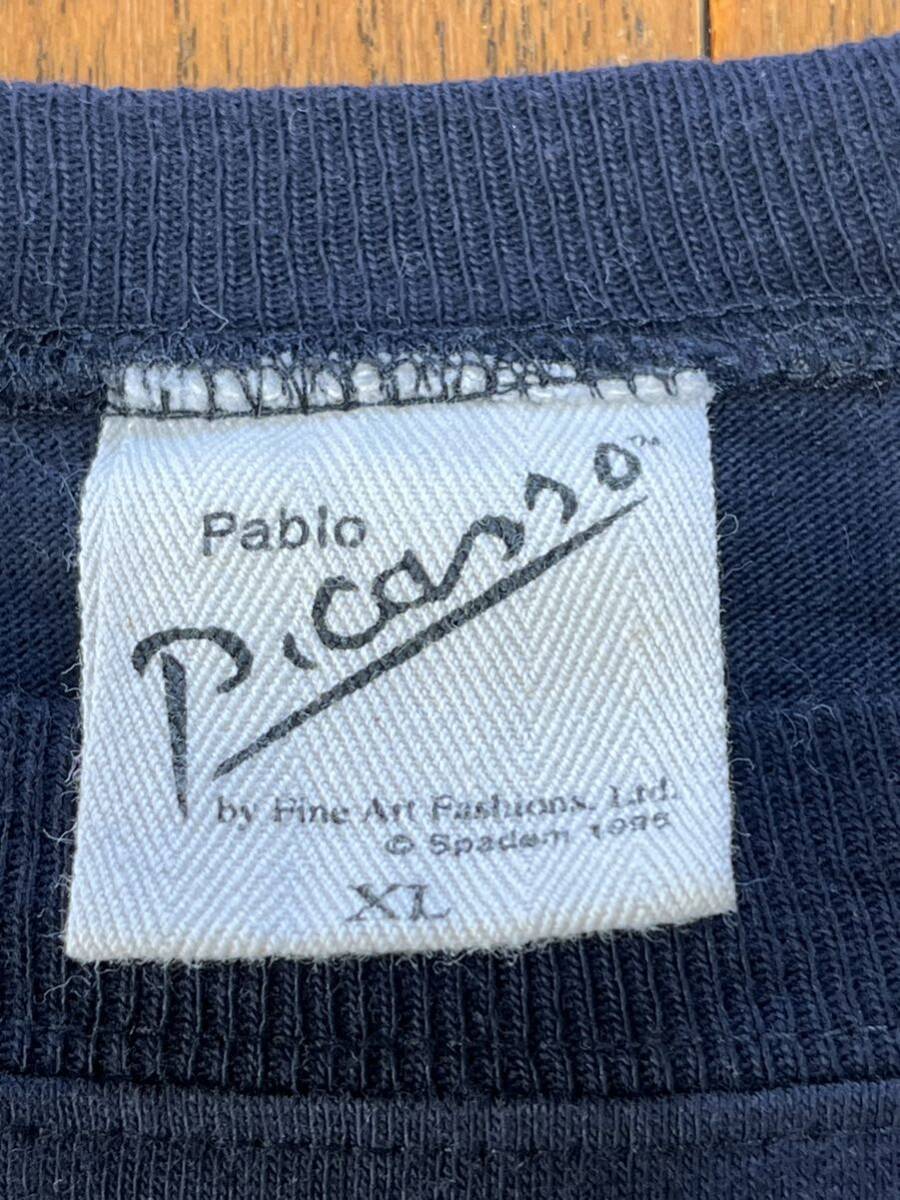 Pablo
Picasso™
by Fine Art Fashions, Ltd.
© Spadem 1995
XL